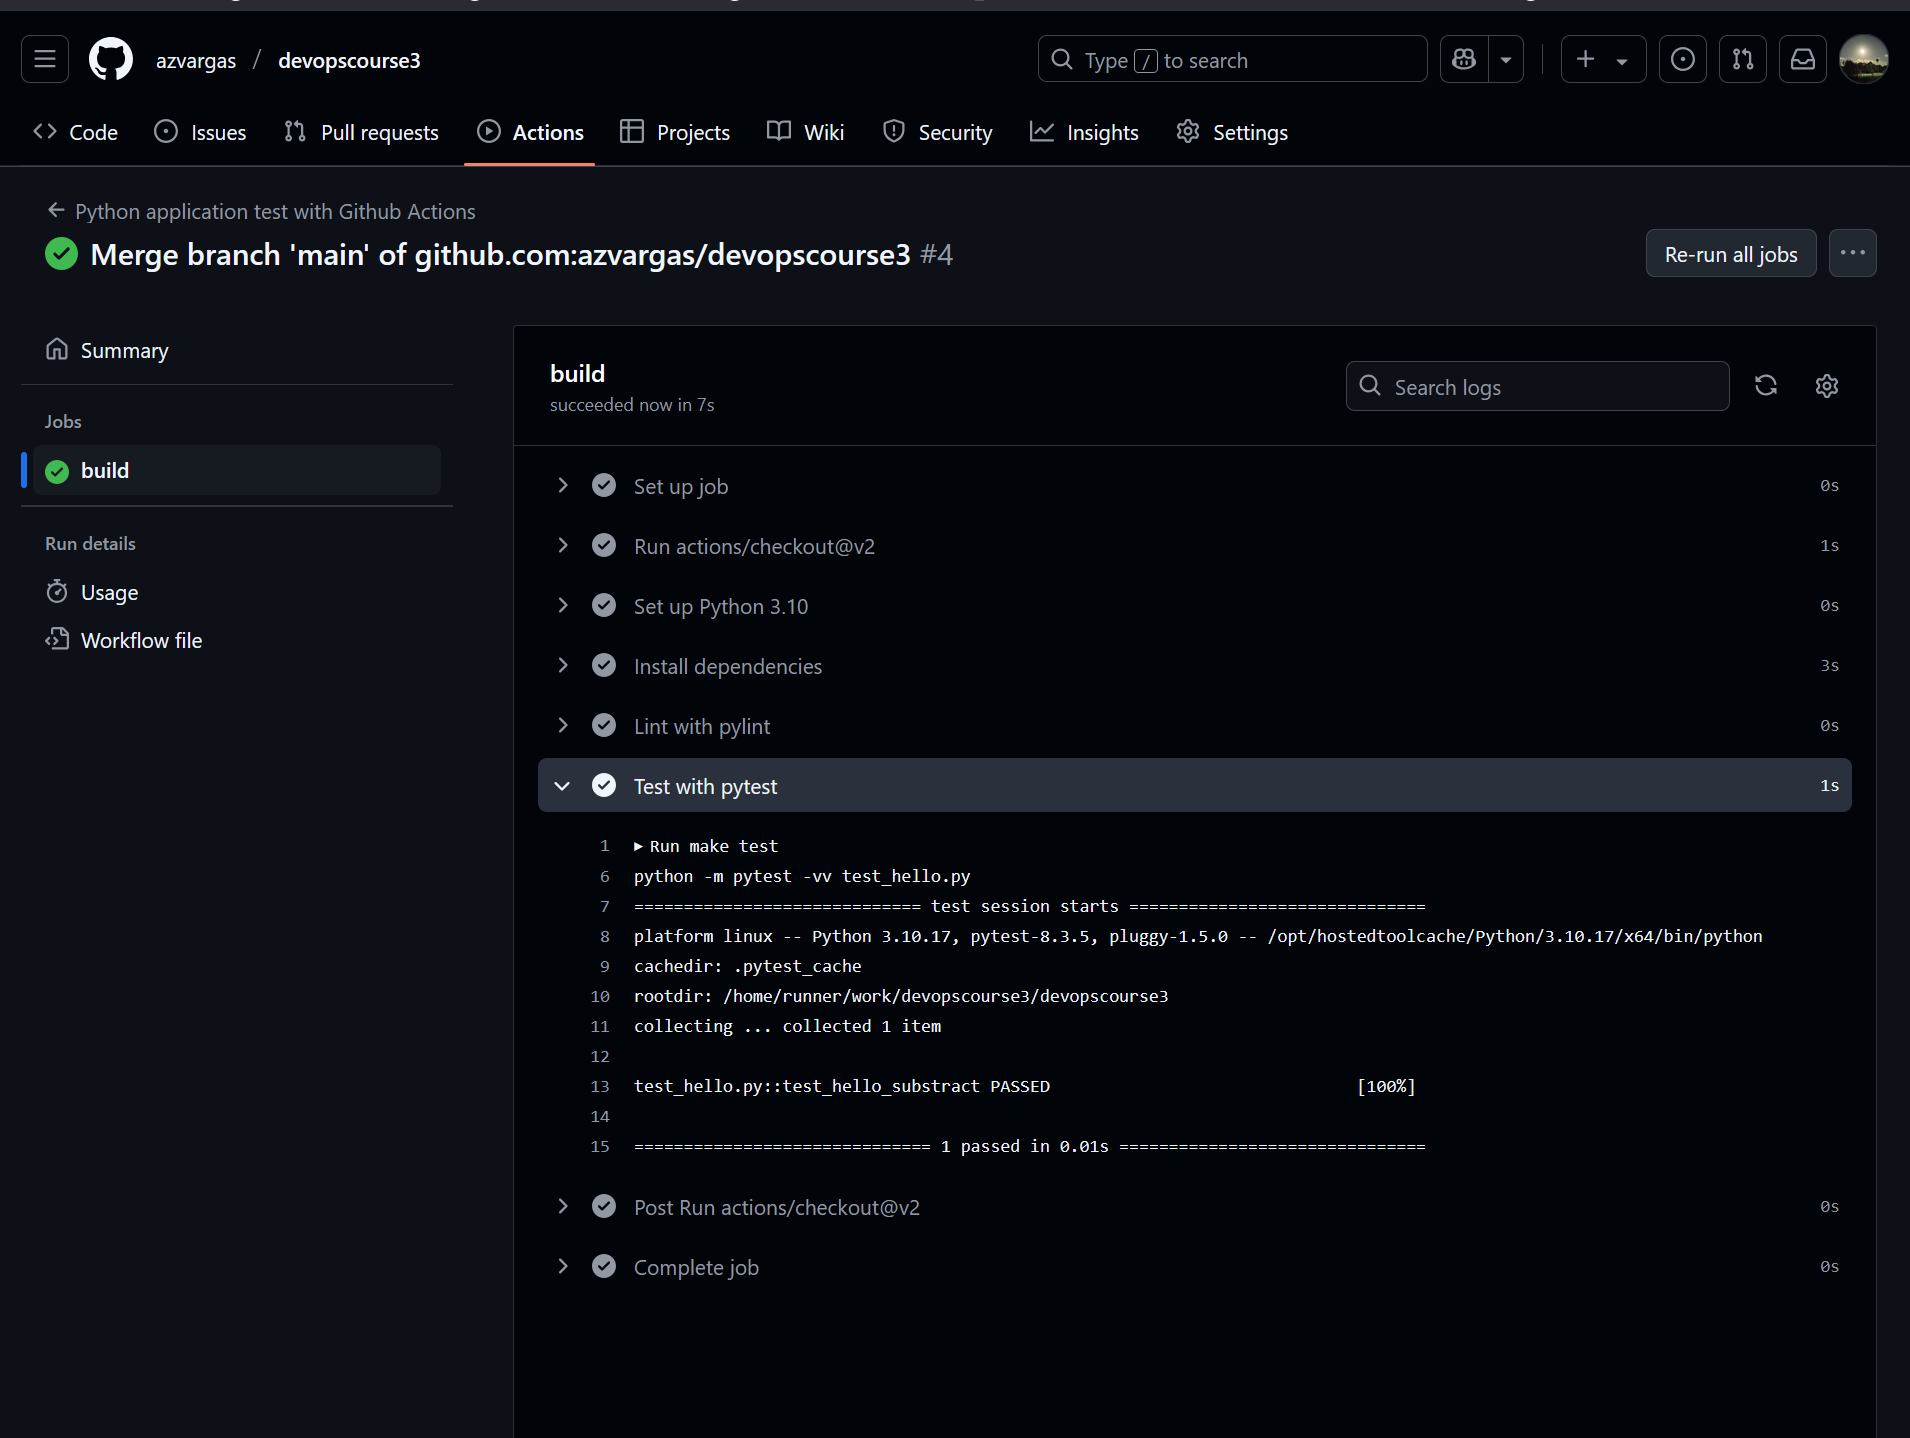 azvargas / devopscourse3
Type / to search
Code
Issues
Pull requests
Actions
Projects
Wiki
Security
Insights
Settings
Python application test with Github Actions
Merge branch 'main' of github.com:azvargas/devopscourse3 #4
Re-run all jobs
Summary
Jobs
build
Run details
Usage
Workflow file
build
succeeded now in 7s
Search logs
Set up job 0s
Run actions/checkout@v2 1s
Set up Python 3.10 0s
Install dependencies 3s
Lint with pylint 0s
Test with pytest 1s
1 Run make test
6 python -m pytest -vv test_hello.py
7 ============================= test session starts ==============================
8 platform linux -- Python 3.10.17, pytest-8.3.5, pluggy-1.5.0 -- /opt/hostedtoolcache/Python/3.10.17/x64/bin/python
9 cachedir: .pytest_cache
10 rootdir: /home/runner/work/devopscourse3/devopscourse3
11 collecting ... collected 1 item
12
13 test_hello.py::test_hello_substract PASSED [100%]
14
15 ============================== 1 passed in 0.01s ===============================
Post Run actions/checkout@v2 0s
Complete job 0s